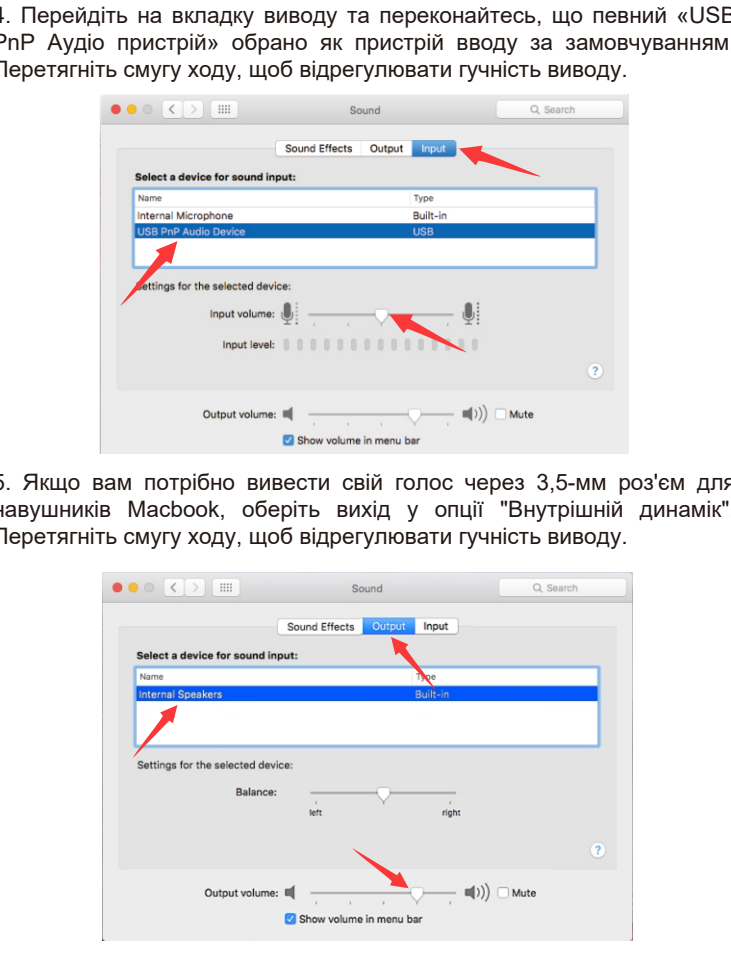 4. Перейдіть на вкладку виводу та переконайтесь, що певний «USB
PnP Аудіо пристрій» обрано як пристрій вводу за замовчуванням
Перетягніть смугу ходу, щоб відрегулювати гучність виводу.
Sound
Search
Sound Effects Output Input
Select a device for sound input:
Name Type
Internal Microphone Built-in
USB PnP Audio Device USB
Settings for the selected device:
Input volume:
Input level:
?
Output volume: Mute
Show volume in menu bar
5. Якщо вам потрібно вивести свій голос через 3,5-мм роз'єм для
навушників Macbook, оберіть вихід у опції "Внутрішній динамік"
Перетягніть смугу ходу, щоб відрегулювати гучність виводу.
Sound
Search
Sound Effects Output Input
Select a device for sound input:
Name Type
Internal Speakers Built-in
Settings for the selected device:
Balance:
left right
?
Output volume: Mute
Show volume in menu bar